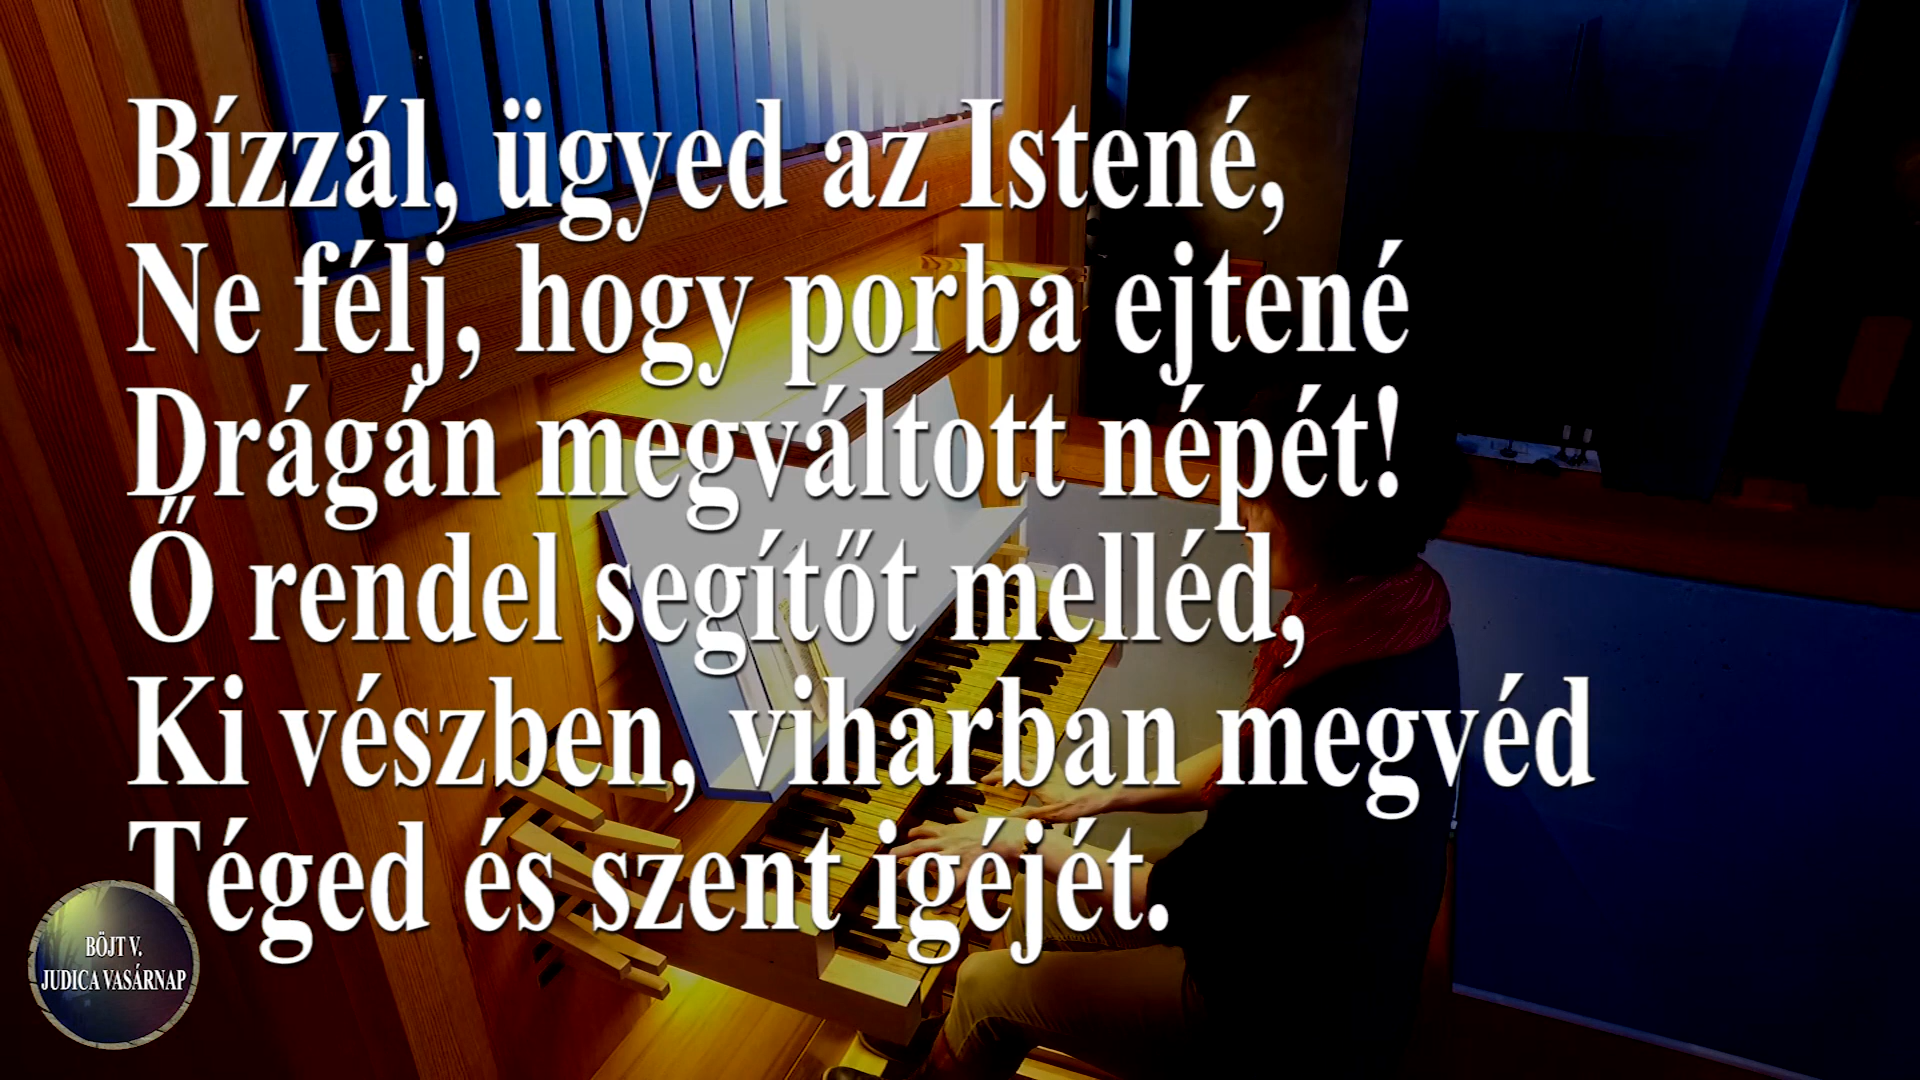 Bízzál, ügyed az Istené,
Ne félj, hogy porba ejtené
Drágán megváltott népét!
Ő rendel segítőt melléd,
Ki vészben, viharban megvéd
Téged és szent igéjét.
BÖJT V.
JUDICA VASÁRNAP